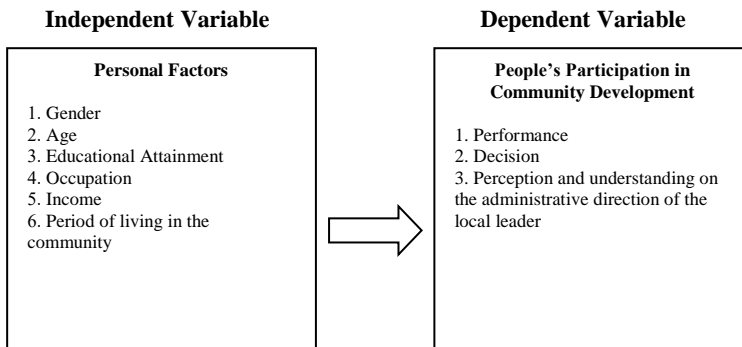 Independent Variable
Personal Factors
1. Gender
2. Age
3. Educational Attainment
4. Occupation
5. Income
6. Period of living in the
community
Dependent Variable
People’s Participation in
Community Development
1. Performance
2. Decision
3. Perception and understanding on
the administrative direction of the
local leader